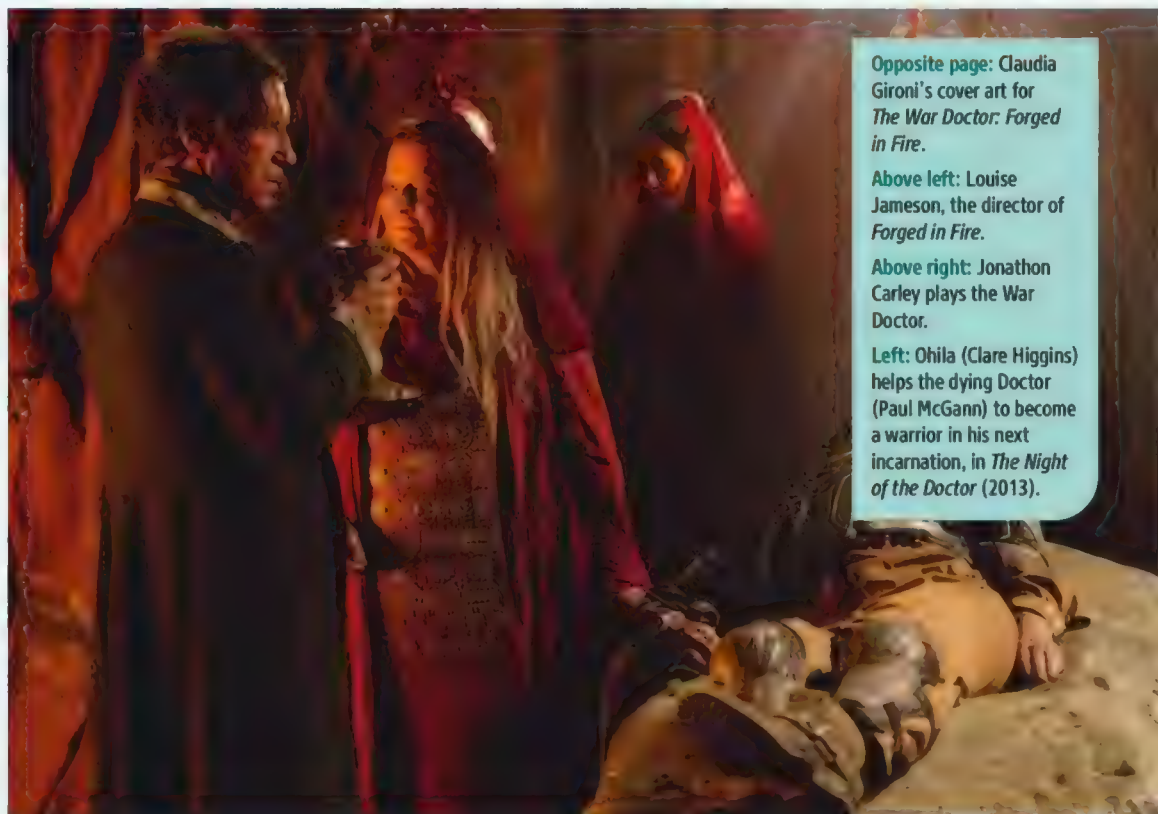 Opposite page: Claudia
Gironi's cover art for
The War Doctor: Forged
in Fire.
Above left: Louise
Jameson, the director of
Forged in Fire.
Above right: Jonathon
Carley plays the War
Doctor.
Left: Ohila (Clare Higgins)
helps the dying Doctor
(Paul McGann) to become
a warrior in his next
incarnation, in The Night
of the Doctor (2013).